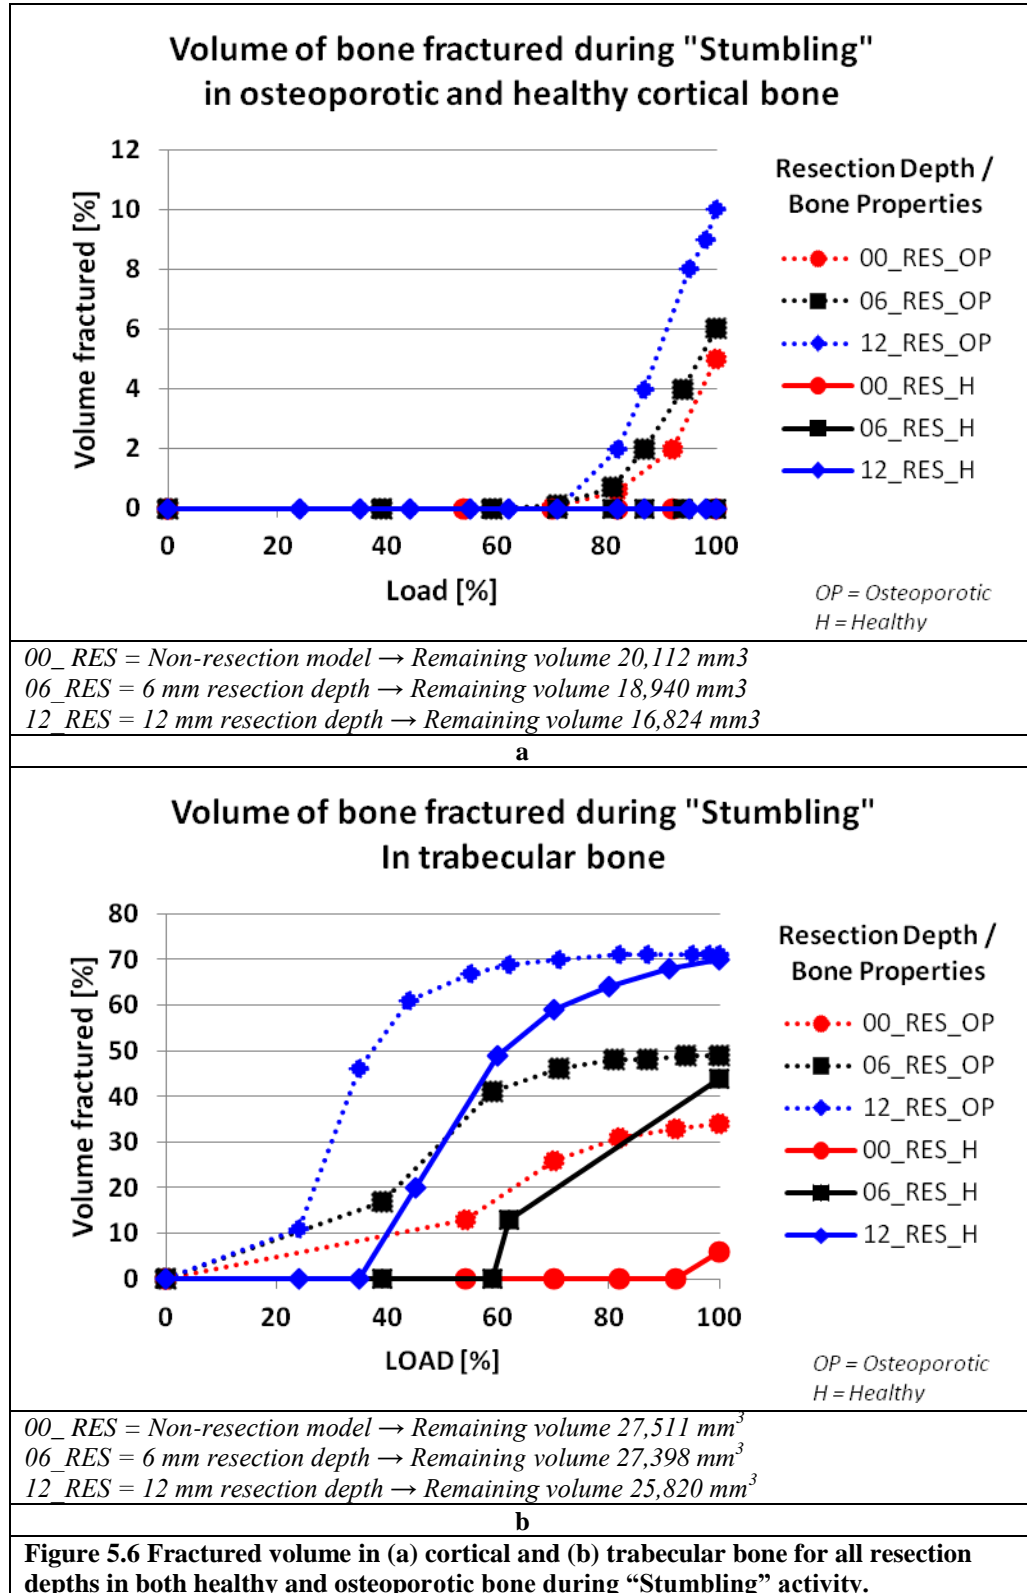 Volume of bone fractured during "Stumbling"
in osteoporotic and healthy cortical bone
12
10
8
6
4
2
0
Volume fractured [%]
0 20 40 60 80 100
Load [%]
Resection Depth /
Bone Properties
00_RES_OP
06_RES_OP
12_RES_OP
00_RES_H
06_RES_H
12_RES_H
OP = Osteoporotic
H = Healthy
00_ RES = Non-resection model → Remaining volume 20,112 mm3
06_RES = 6 mm resection depth → Remaining volume 18,940 mm3
12_RES = 12 mm resection depth → Remaining volume 16,824 mm3
a
Volume of bone fractured during "Stumbling"
In trabecular bone
80
70
60
50
40
30
20
10
0
Volume fractured [%]
0 20 40 60 80 100
LOAD [%]
Resection Depth /
Bone Properties
00_RES_OP
06_RES_OP
12_RES_OP
00_RES_H
06_RES_H
12_RES_H
OP = Osteoporotic
H = Healthy
00_ RES = Non-resection model → Remaining volume 27,511 mm³
06_RES = 6 mm resection depth → Remaining volume 27,398 mm³
12_RES = 12 mm resection depth → Remaining volume 25,820 mm³
b
Figure 5.6 Fractured volume in (a) cortical and (b) trabecular bone for all resection
depths in both healthy and osteoporotic bone during “Stumbling” activity.